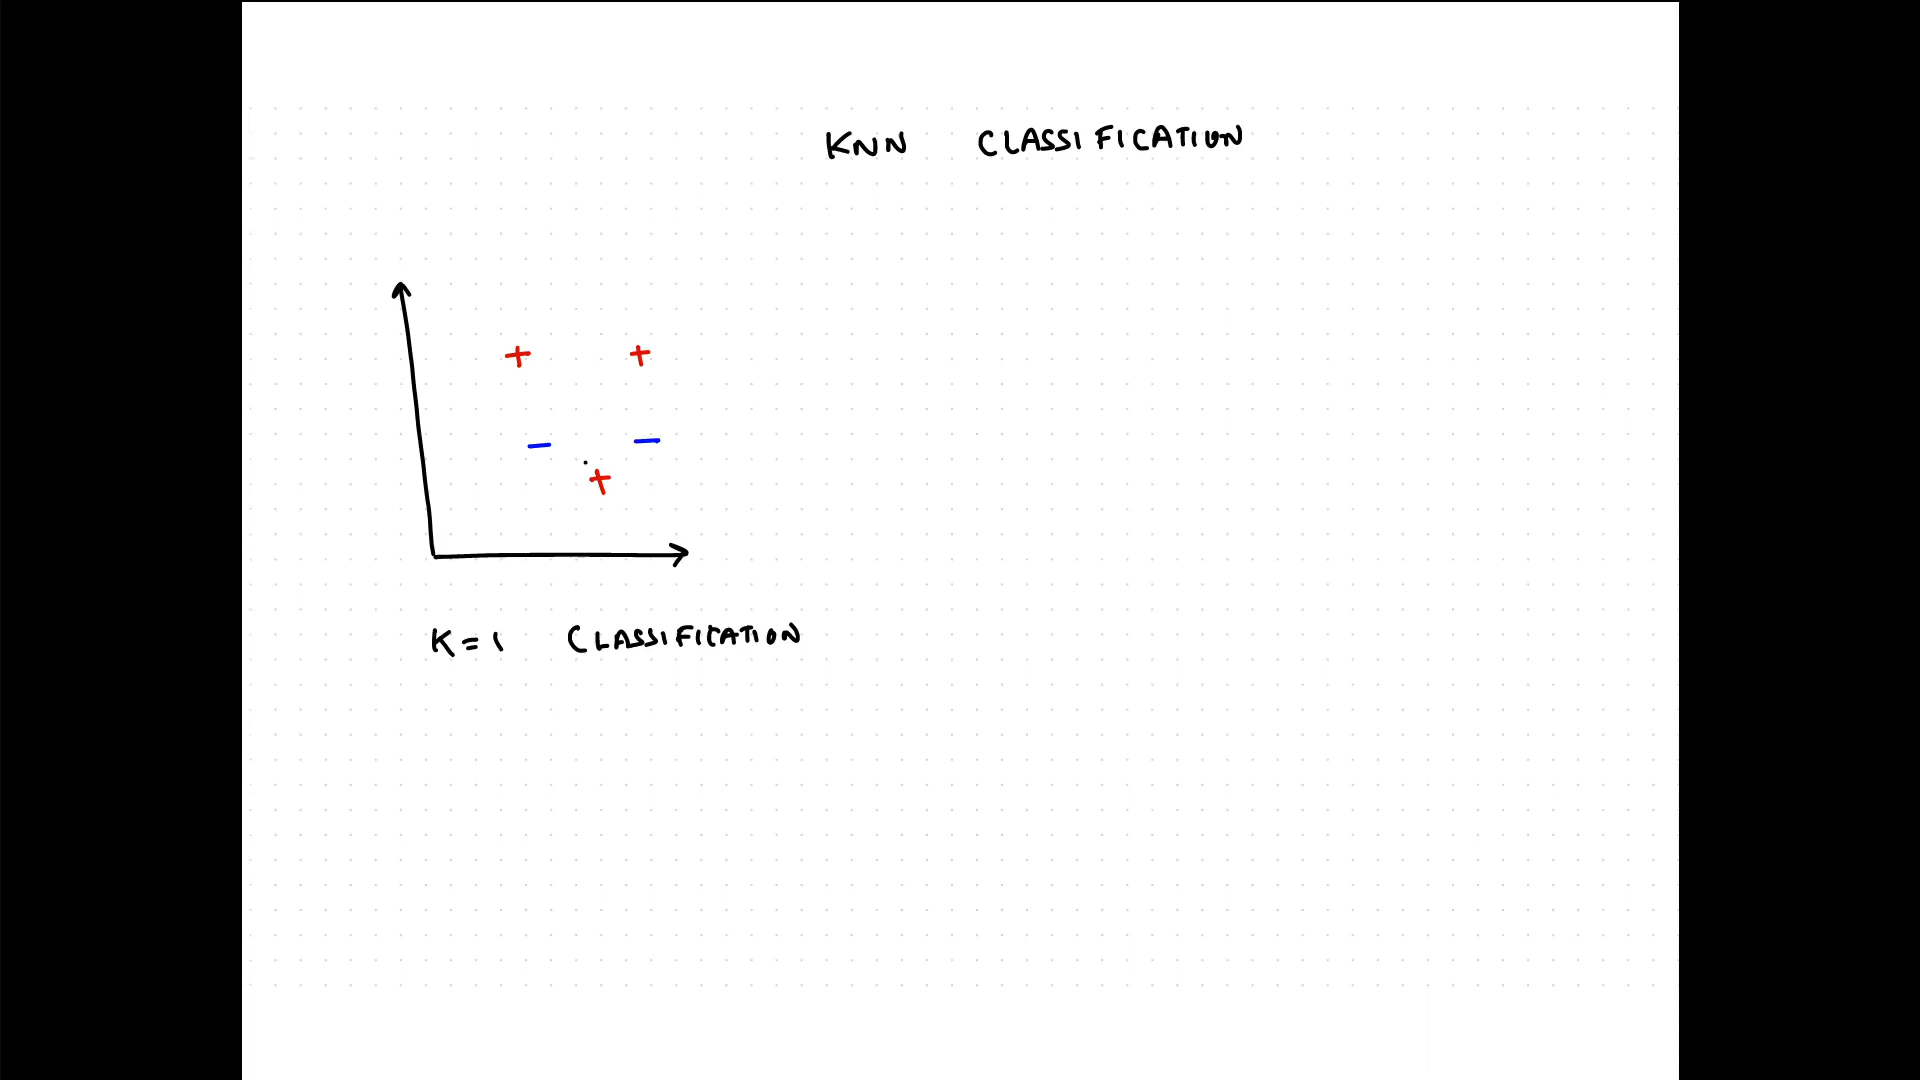 KNN CLASSIFICATION
+ +
- -
+
K = 1 CLASSIFICATION